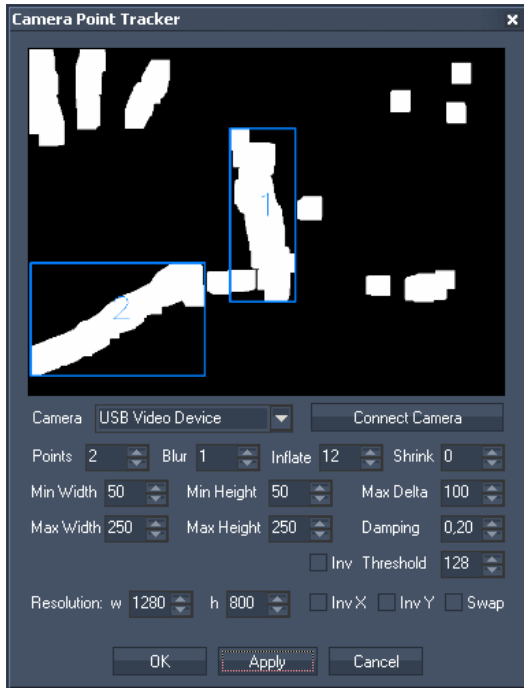 Camera Point Tracker
1
2
Camera USB Video Device Connect Camera
Points 2 Blur 1 Inflate 12 Shrink 0
Min Width 50 Min Height 50 Max Delta 100
Max Width 250 Max Height 250 Damping 0,20
Inv Threshold 128
Resolution: w 1280 h 800 Inv X Inv Y Swap
OK Apply Cancel